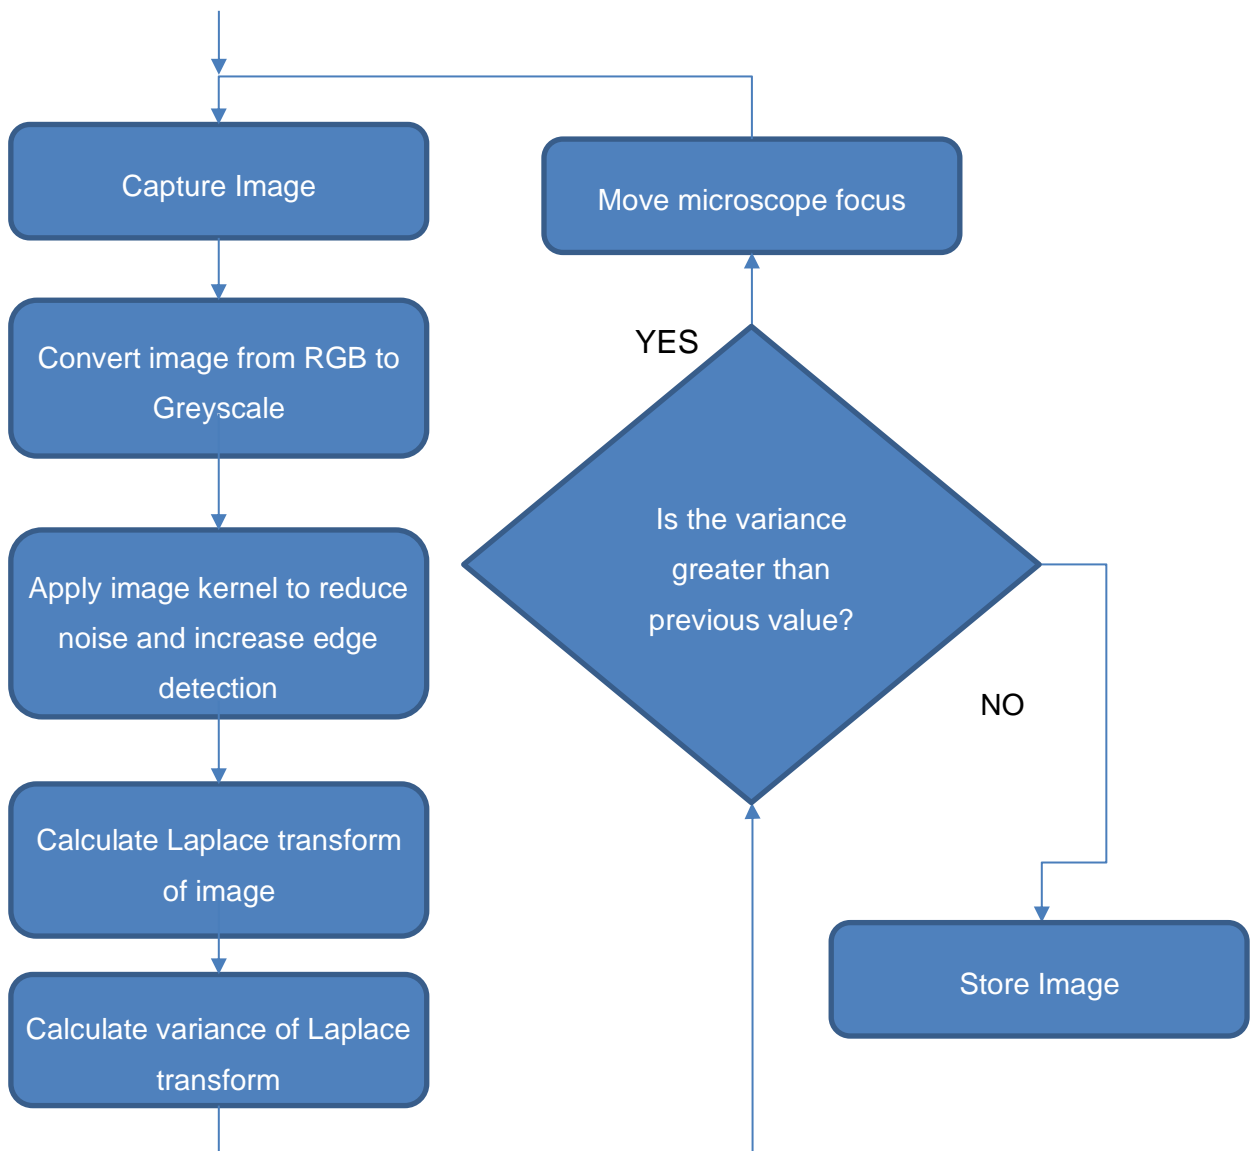 Capture Image
Convert image from RGB to
Greyscale
Apply image kernel to reduce
noise and increase edge
detection
Calculate Laplace transform
of image
Calculate variance of Laplace
transform
Move microscope focus
YES
Is the variance
greater than
previous value?
NO
Store Image